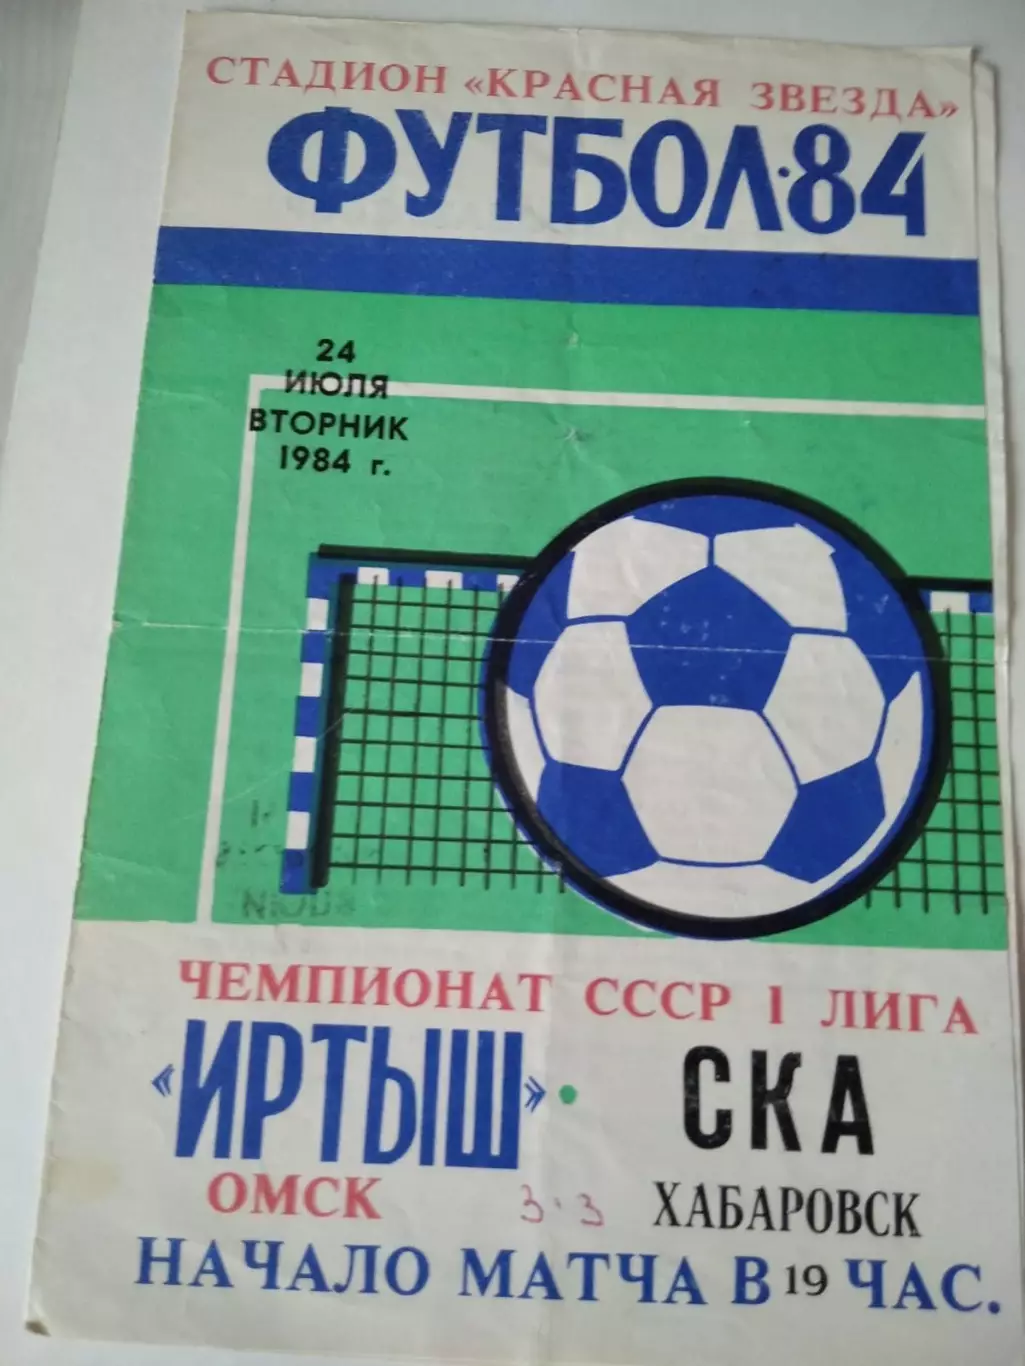 СТАДИОН «КРАСНАЯ ЗВЕЗДА»
ФУТБОЛ·84
24
ИЮЛЯ
ВТОРНИК
1984 г.
ЧЕМПИОНАТ СССР I ЛИГА
«ИРТЫШ» · СКА
ОМСК 3·3 ХАБАРОВСК
НАЧАЛО МАТЧА В 19 ЧАС.